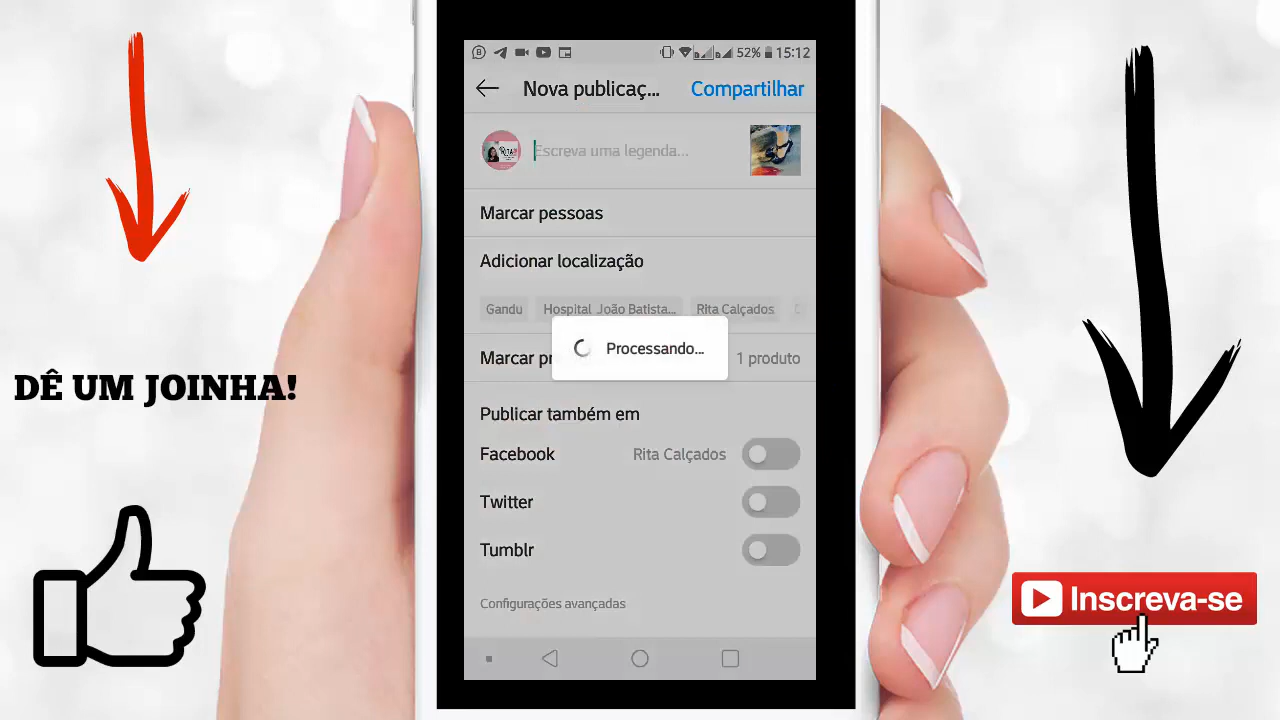 52% 15:12
Nova publicaç... Compartilhar
Escreva uma legenda...
Marcar pessoas
Adicionar localização
Gandu Hospital João Batista... Rita Calçados
Processando...
Marcar pr 1 produto
DÊ UM JOINHA!
Publicar também em
Facebook Rita Calçados
Twitter
Tumblr
Inscreva-se
Configurações avançadas